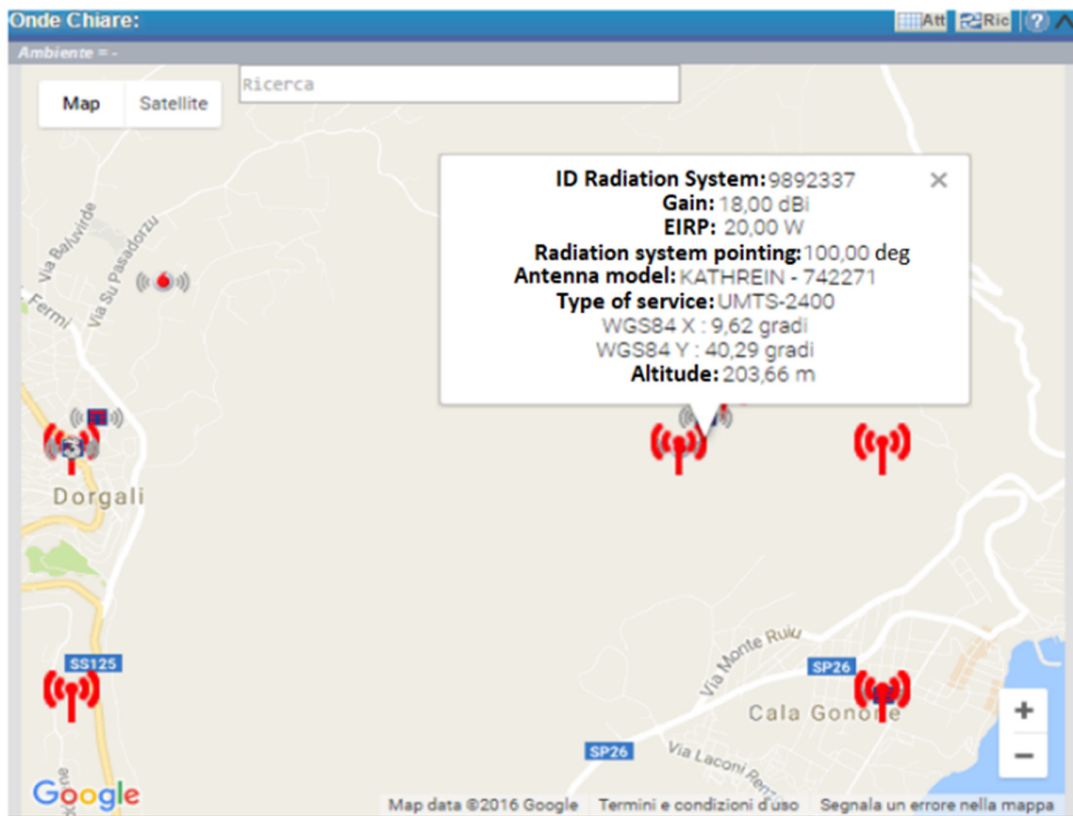 Onde Chiare:
Att
Ric
?
Ambiente = -
Map
Satellite
Ricerca
ID Radiation System: 9892337
Gain: 18,00 dBi
EIRP: 20,00 W
Radiation system pointing: 100,00 deg
Antenna model: KATHREIN - 742271
Type of service: UMTS-2400
WGS84 X : 9,62 gradi
WGS84 Y : 40,29 gradi
Altitude: 203,66 m
Via Su Pasadorzu
Fermi
3
Dorgali
SS125
Via Monte Ruiu
SP26
Cala Gonone
SP26
Via Laconi Renzo
+
−
Google
Map data ©2016 Google
Termini e condizioni d'uso
Segnala un errore nella mappa